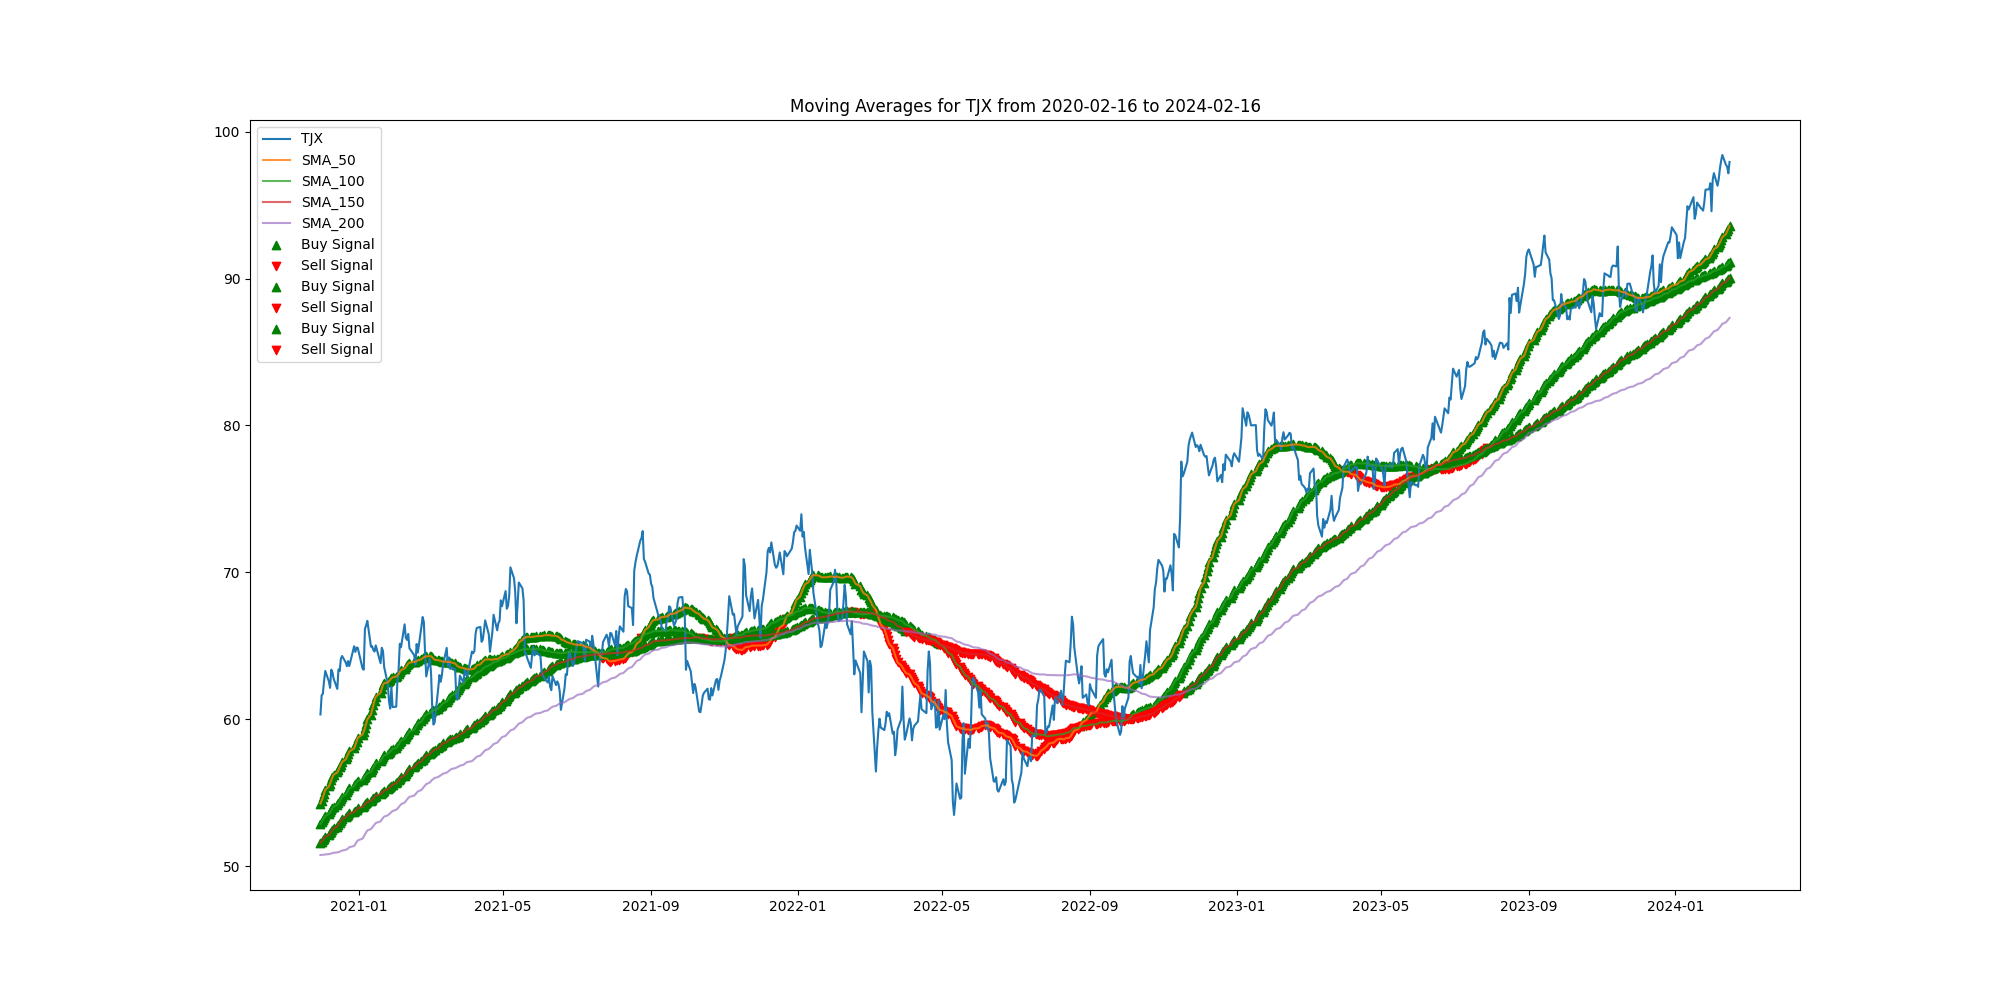 Moving Averages for TJX from 2020-02-16 to 2024-02-16
100
90
80
70
60
50
TJX
SMA_50
SMA_100
SMA_150
SMA_200
Buy Signal
Sell Signal
Buy Signal
Sell Signal
Buy Signal
Sell Signal
2021-01 2021-05 2021-09 2022-01 2022-05 2022-09 2023-01 2023-05 2023-09 2024-01